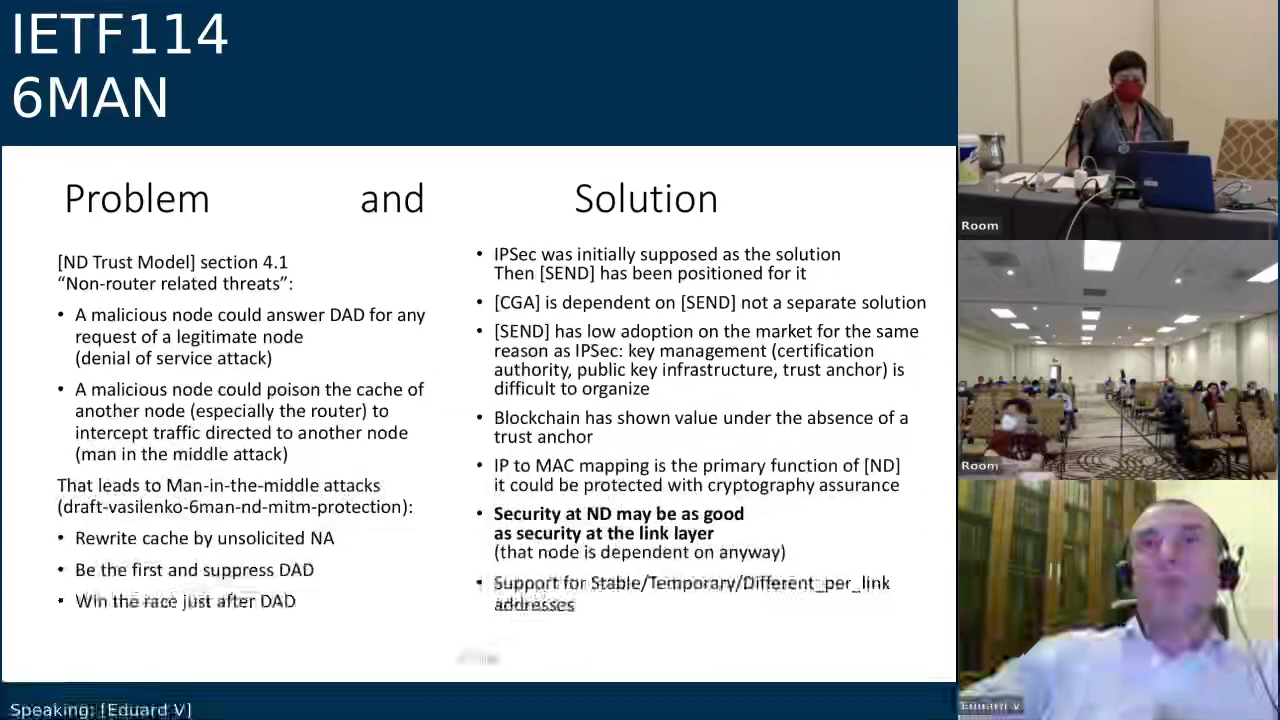 IETF114
6MAN
Problem and Solution
[ND Trust Model] section 4.1
“Non-router related threats”:
• A malicious node could answer DAD for any
request of a legitimate node
(denial of service attack)
• A malicious node could poison the cache of
another node (especially the router) to
intercept traffic directed to another node
(man in the middle attack)
That leads to Man-in-the-middle attacks
(draft-vasilenko-6man-nd-mitm-protection):
• Rewrite cache by unsolicited NA
• Be the first and suppress DAD
• Win the race just after DAD
• IPSec was initially supposed as the solution
Then [SEND] has been positioned for it
• [CGA] is dependent on [SEND] not a separate solution
• [SEND] has low adoption on the market for the same
reason as IPSec: key management (certification
authority, public key infrastructure, trust anchor) is
difficult to organize
• Blockchain has shown value under the absence of a
trust anchor
• IP to MAC mapping is the primary function of [ND]
it could be protected with cryptography assurance
• Security at ND may be as good
as security at the link layer
(that node is dependent on anyway)
• Support for Stable/Temporary/Different_per_link
addresses
Speaking: [Eduard V]
Room
Room
Eduard V